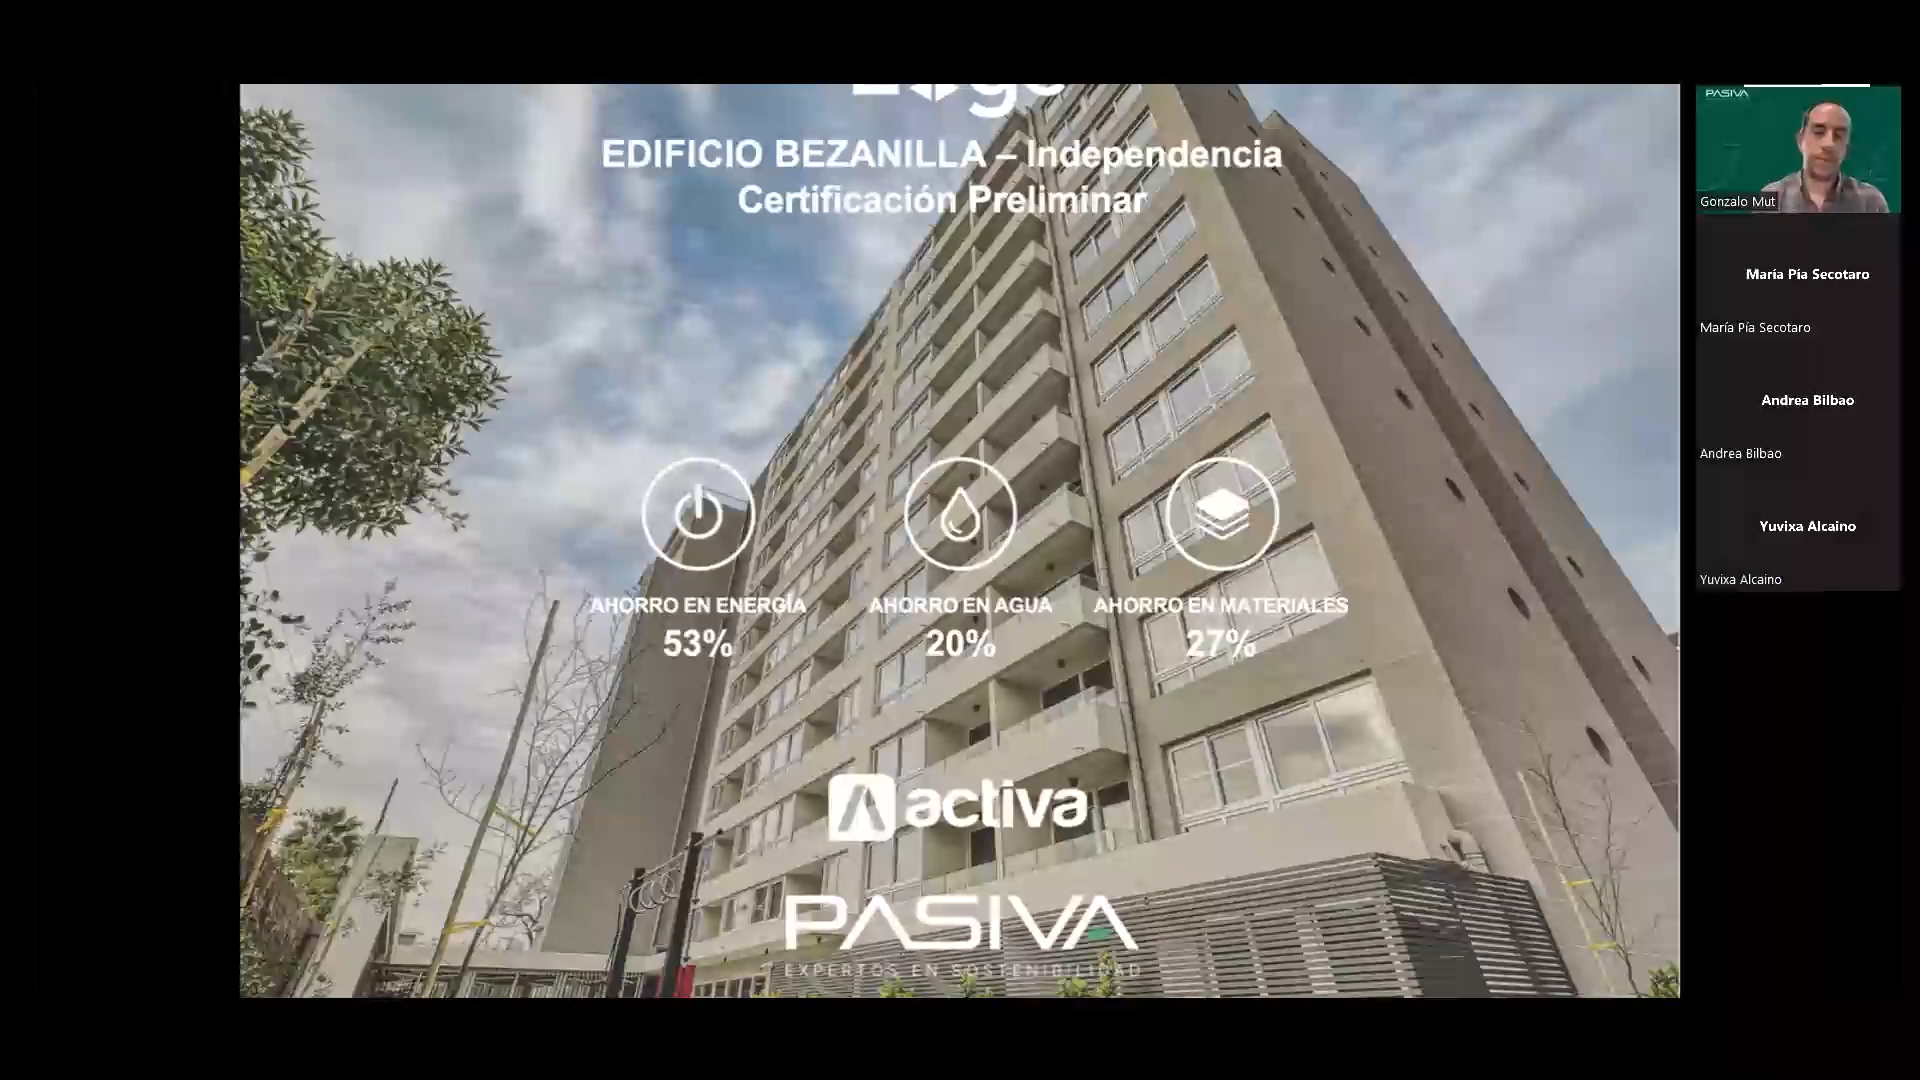 EDIFICIO BEZANILLA – Independencia
Certificación Preliminar
AHORRO EN ENERGÍA
53%
AHORRO EN AGUA
20%
AHORRO EN MATERIALES
27%
activa
PASIVA
EXPERTOS EN SOSTENIBILIDAD
PASIVA
Gonzalo Mut
María Pía Secotaro
María Pía Secotaro
Andrea Bilbao
Andrea Bilbao
Yuvixa Alcaino
Yuvixa Alcaino